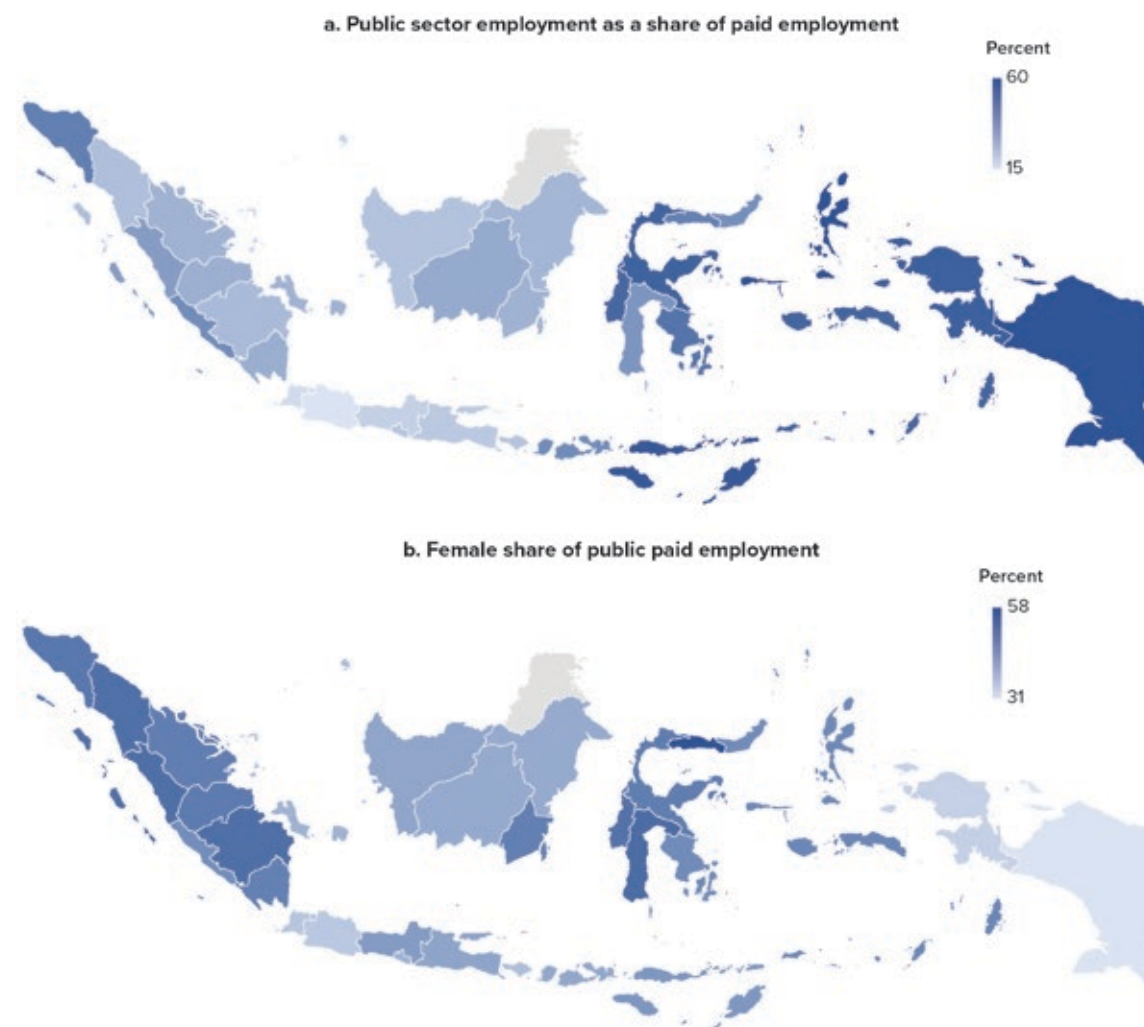 a. Public sector employment as a share of paid employment
Percent
60
15
b. Female share of public paid employment
Percent
58
31